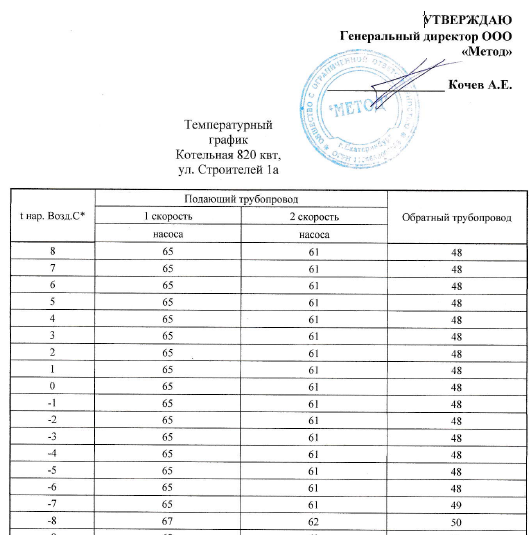 УТВЕРЖДАЮ
Генеральный директор ООО
«Метод»
Кочев А.Е.
"МЕТОД"
Температурный
график
Котельная 820 квт,
ул. Строителей 1а
t нар. Возд.С* Подающий трубопровод Обратный трубопровод
1 скорость 2 скорость
насоса насоса
8 65 61 48
7 65 61 48
6 65 61 48
5 65 61 48
4 65 61 48
3 65 61 48
2 65 61 48
1 65 61 48
0 65 61 48
-1 65 61 48
-2 65 61 48
-3 65 61 48
-4 65 61 48
-5 65 61 48
-6 65 61 48
-7 65 61 49
-8 67 62 50